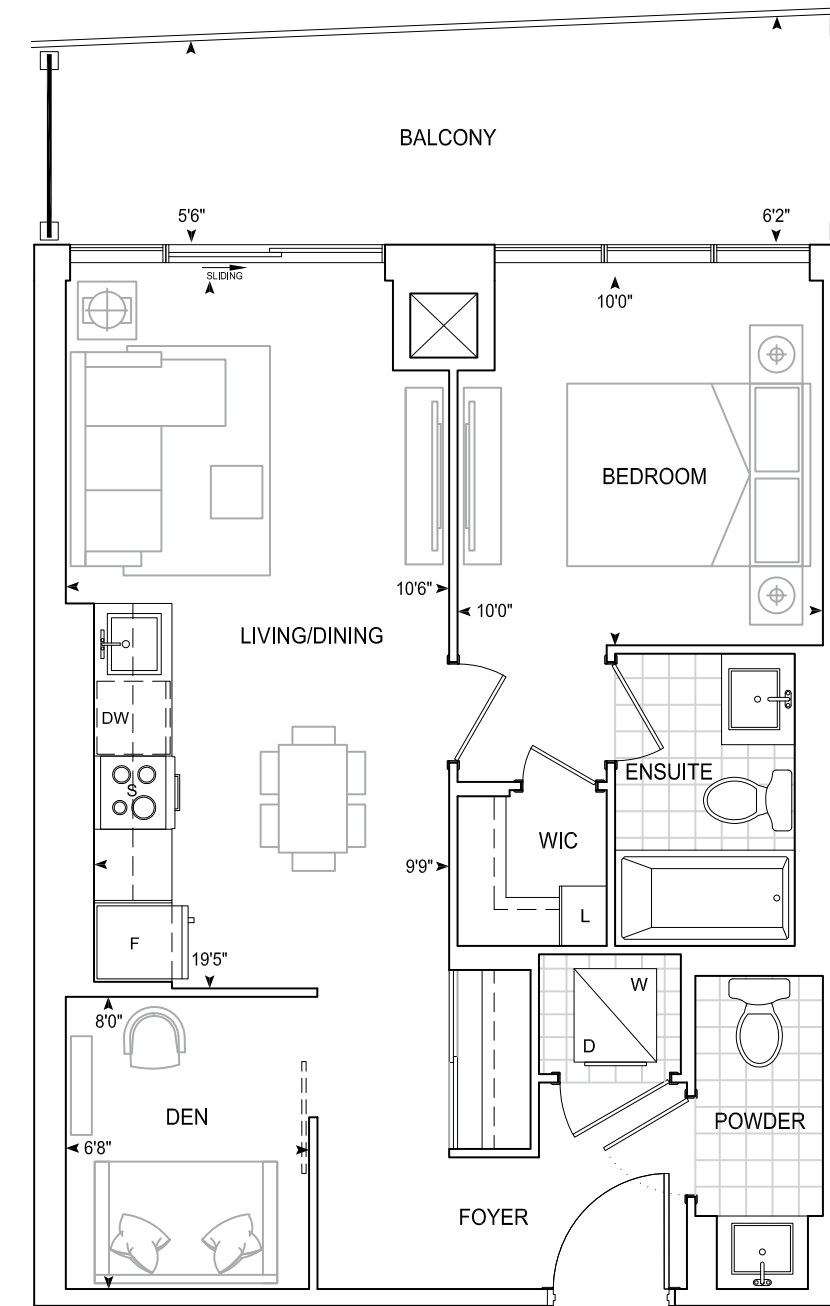 BALCONY
5'6"
6'2"
SLIDING
10'0"
BEDROOM
10'6"
10'0"
LIVING/DINING
DW
ENSUITE
S
WIC
9'9"
L
F
19'5"
W
8'0"
D
DEN
POWDER
6'8"
FOYER